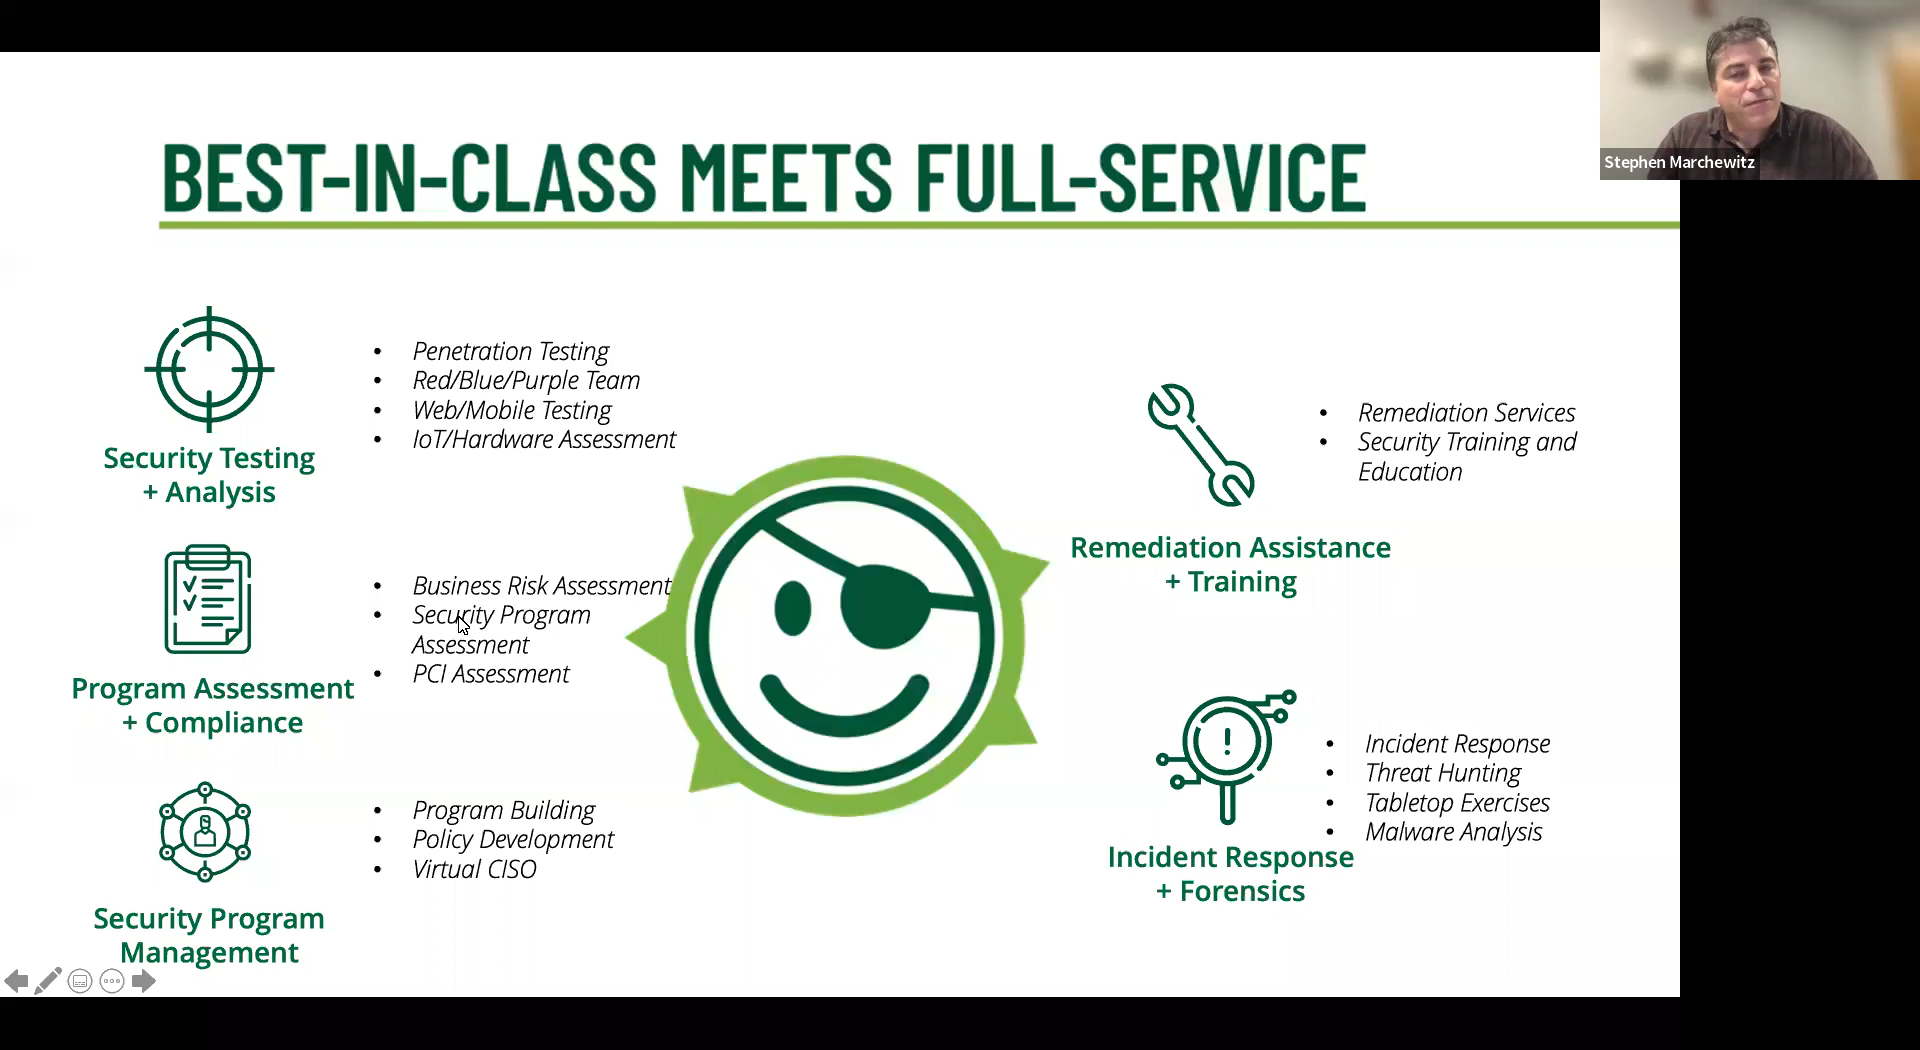 BEST-IN-CLASS MEETS FULL-SERVICE
Stephen Marchewitz
Security Testing
+ Analysis
• Penetration Testing
• Red/Blue/Purple Team
• Web/Mobile Testing
• IoT/Hardware Assessment
Program Assessment
+ Compliance
• Business Risk Assessment
• Security Program
Assessment
• PCI Assessment
Security Program
Management
• Program Building
• Policy Development
• Virtual CISO
Remediation Assistance
+ Training
• Remediation Services
• Security Training and
Education
Incident Response
+ Forensics
• Incident Response
• Threat Hunting
• Tabletop Exercises
• Malware Analysis